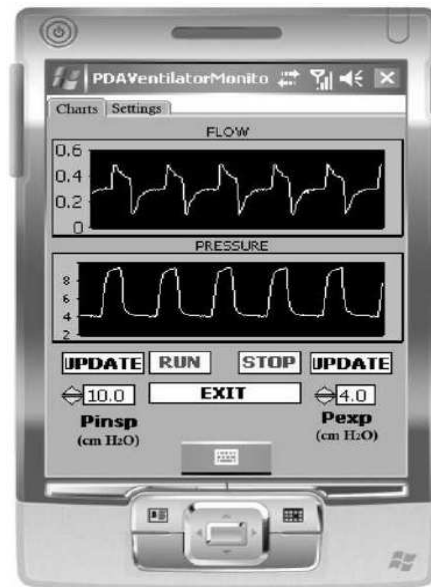 PDAVentilatorMonito
Charts Settings
FLOW
0.6
0.4
0.2
0
PRESSURE
8
6
4
2
UPDATE RUN STOP UPDATE
10.0 EXIT 4.0
Pinsp Pexp
(cm H₂O) (cm H₂O)